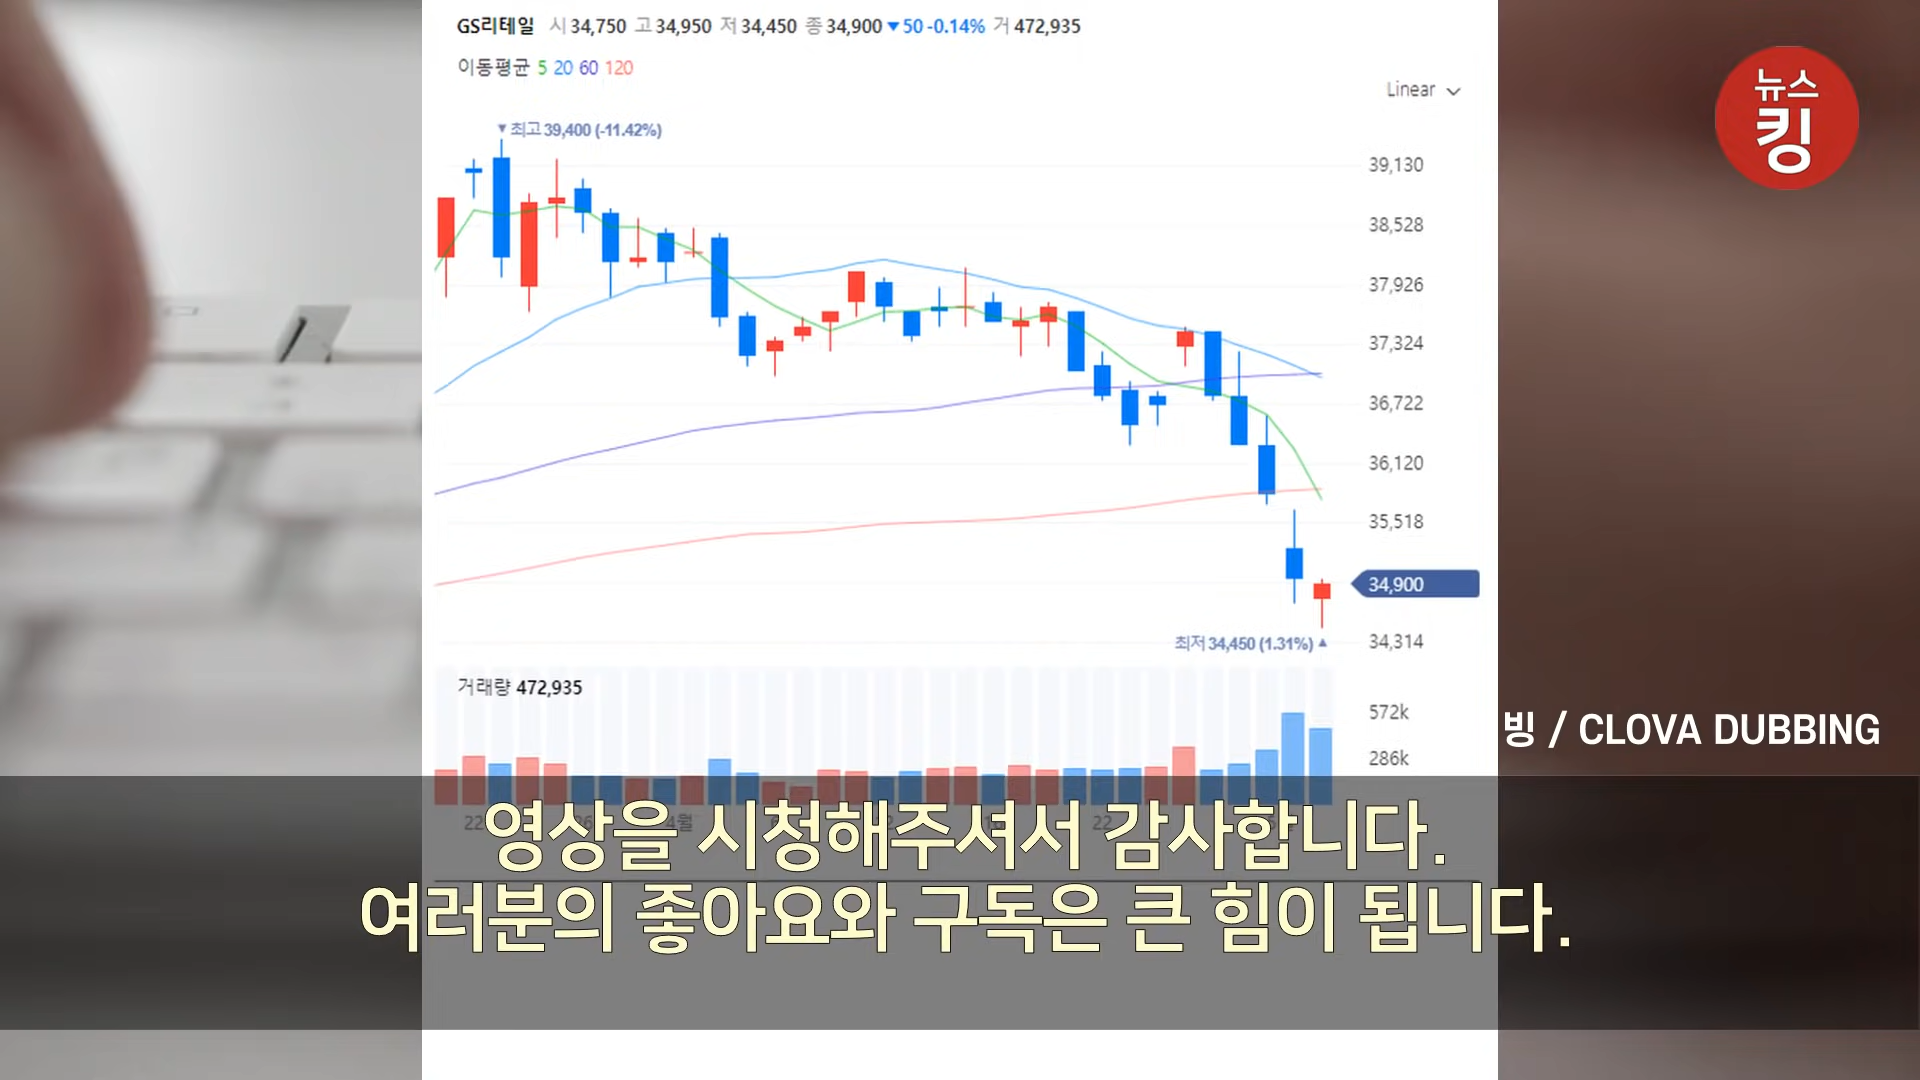 GS리테일 시 34,750 고 34,950 저 34,450 종 34,900 ▼50 -0.14% 거 472,935
이동평균 5 20 60 120
Linear
뉴스
킹
▼최고 39,400 (-11.42%)
39,130
38,528
37,926
37,324
36,722
36,120
35,518
34,900
최저 34,450 (1.31%)▲
34,314
거래량 472,935
572k
빙 / CLOVA DUBBING
286k
영상을 시청해주셔서 감사합니다.
여러분의 좋아요와 구독은 큰 힘이 됩니다.